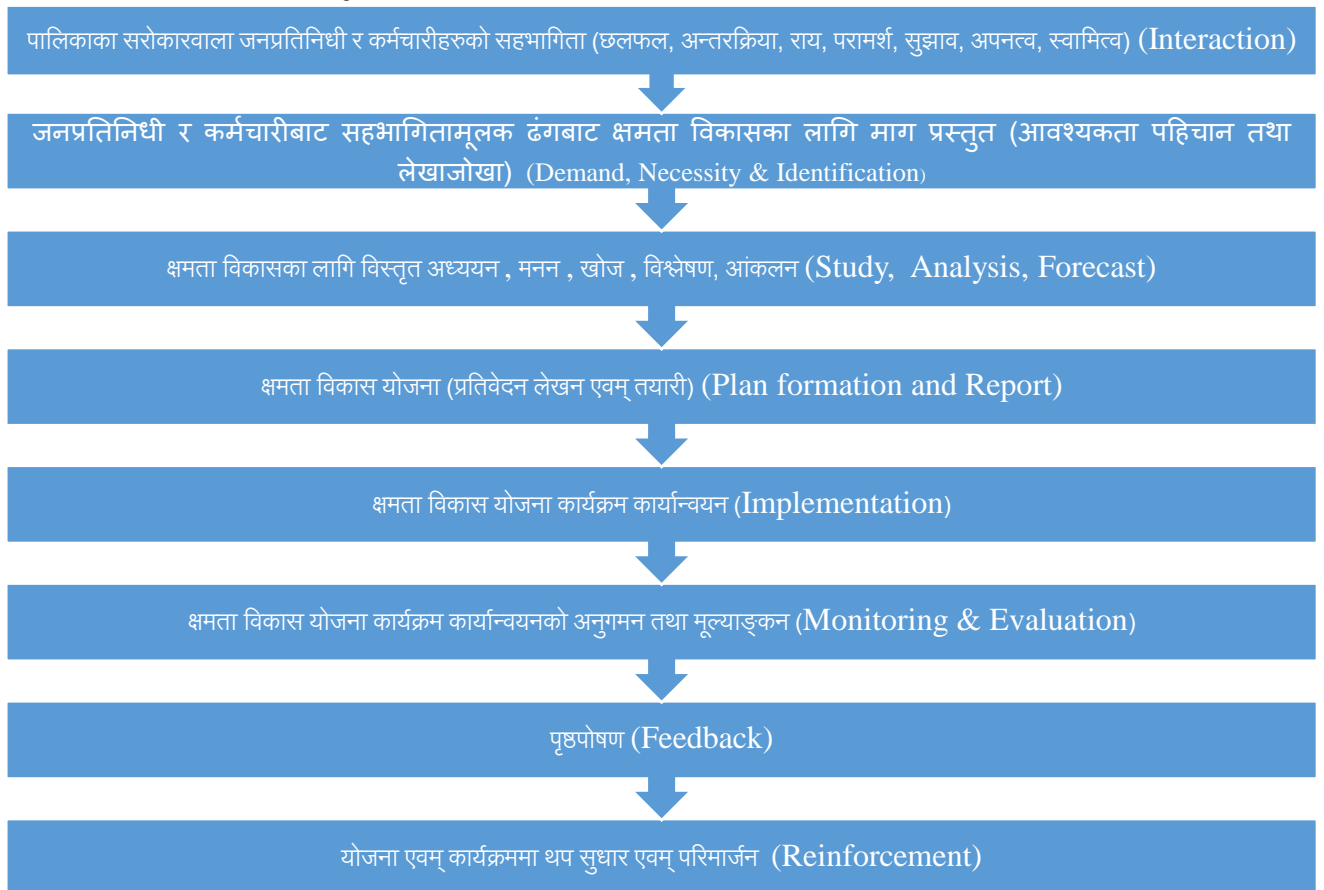 पालिकाका सरोकारवाला जनप्रतिनिधी र कर्मचारीहरुको सहभागिता (छलफल, अन्तरक्रिया, राय, परामर्श, सुझाव, अपनत्व, स्वामित्व) (Interaction)
जनप्रतिनिधी र कर्मचारीबाट सहभागितामूलक ढंगबाट क्षमता विकासका लागि माग प्रस्तुत (आवश्यकता पहिचान तथा
लेखाजोखा) (Demand, Necessity & Identification)
क्षमता विकासका लागि विस्तृत अध्ययन , मनन , खोज , विश्लेषण, आंकलन (Study, Analysis, Forecast)
क्षमता विकास योजना (प्रतिवेदन लेखन एवम् तयारी) (Plan formation and Report)
क्षमता विकास योजना कार्यक्रम कार्यान्वयन (Implementation)
क्षमता विकास योजना कार्यक्रम कार्यान्वयनको अनुगमन तथा मूल्याङ्कन (Monitoring & Evaluation)
पृष्ठपोषण (Feedback)
योजना एवम् कार्यक्रममा थप सुधार एवम् परिमार्जन (Reinforcement)